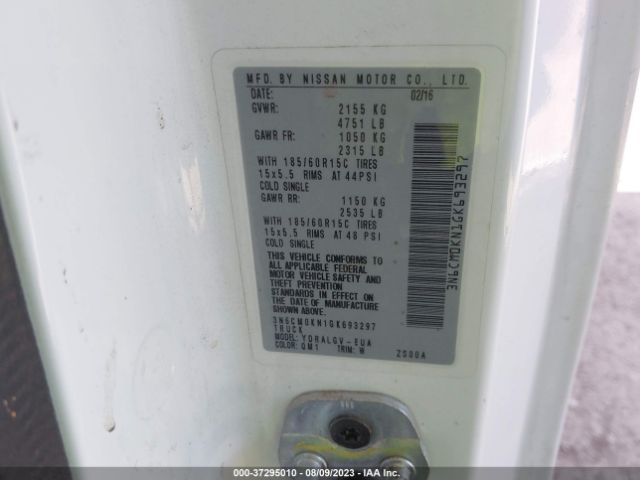 MFD. BY NISSAN MOTOR CO., LTD.
DATE: 02/16
GVWR: 2155 KG
4751 LB
GAWR FR: 1050 KG
2315 LB
WITH 185/60R15C TIRES
15x5.5 RIMS AT 44PSI
COLD SINGLE
GAWR RR: 1150 KG
2535 LB
WITH 185/60R15C TIRES
15x5.5 RIMS AT 48 PSI
COLD SINGLE
THIS VEHICLE CONFORMS TO
ALL APPLICABLE FEDERAL
MOTOR VEHICLE SAFETY AND
THEFT PREVENTION
STANDARDS IN EFFECT ON
THE DATE OF MANUFACTURE
SHOWN ABOVE.
3N6CM0KN1GK693297
TRUCK
MODEL: YDRALGV-EUA
COLOR: QM1 TRIM: W ZS00A
3N6CM0KN1GK693297
000-37295010 - 08/09/2023 - IAA Inc.